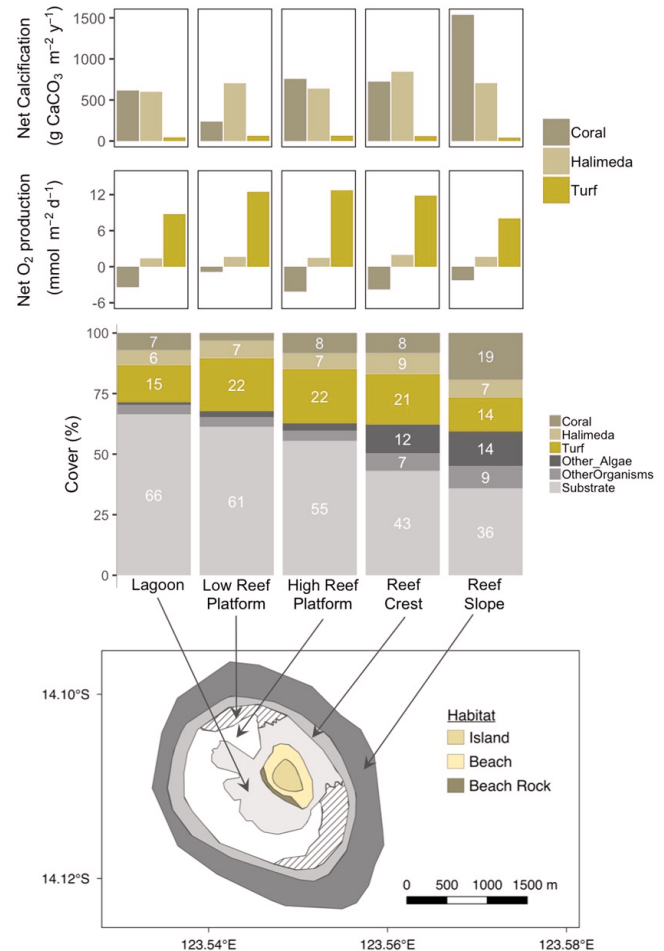 Net Calcification
(g CaCO₃ m⁻² y⁻¹)
1500
1000
500
0
Coral
Halimeda
Turf
Net O₂ production
(mmol m⁻² d⁻¹)
12
6
0
-6
Cover (%)
100
75
50
25
0
7
6
15
66
7
22
61
8
7
22
55
8
9
21
12
7
43
19
7
14
14
9
36
Coral
Halimeda
Turf
Other_Algae
OtherOrganisms
Substrate
Lagoon
Low Reef
Platform
High Reef
Platform
Reef
Crest
Reef
Slope
14.10°S
14.12°S
Habitat
Island
Beach
Beach Rock
0 500 1000 1500 m
123.54°E 123.56°E 123.58°E